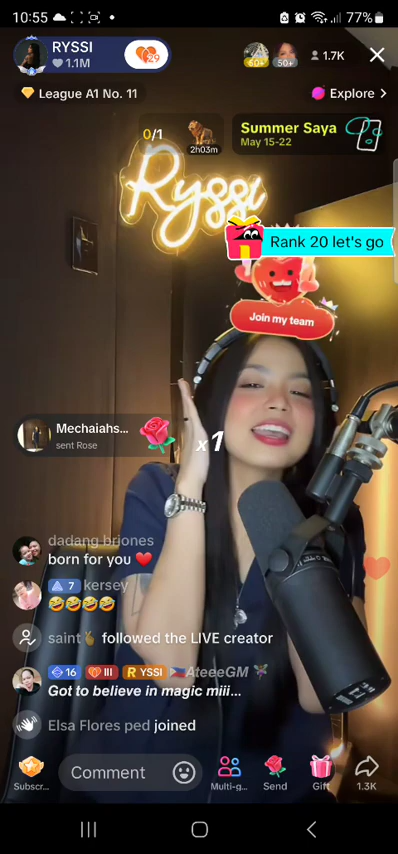 10:55
77%
RYSSI
1.1M
29
60+
50+
1.7K
League A1 No. 11
Explore >
0/1
2h03m
Summer Saya
May 15-22
Ryssi
Rank 20 let's go
Join my team
Mechaiahs...
sent Rose
x1
dadang briones
born for you ❤️
7 kersey
🤣🤣🤣🤣
saint🤞 followed the LIVE creator
16 III R YSSI 🇵🇭AteeeGM
Got to believe in magic miii...
Elsa Flores ped joined
Comment
Subscr...
Multi-g...
Send
Gift
1.3K